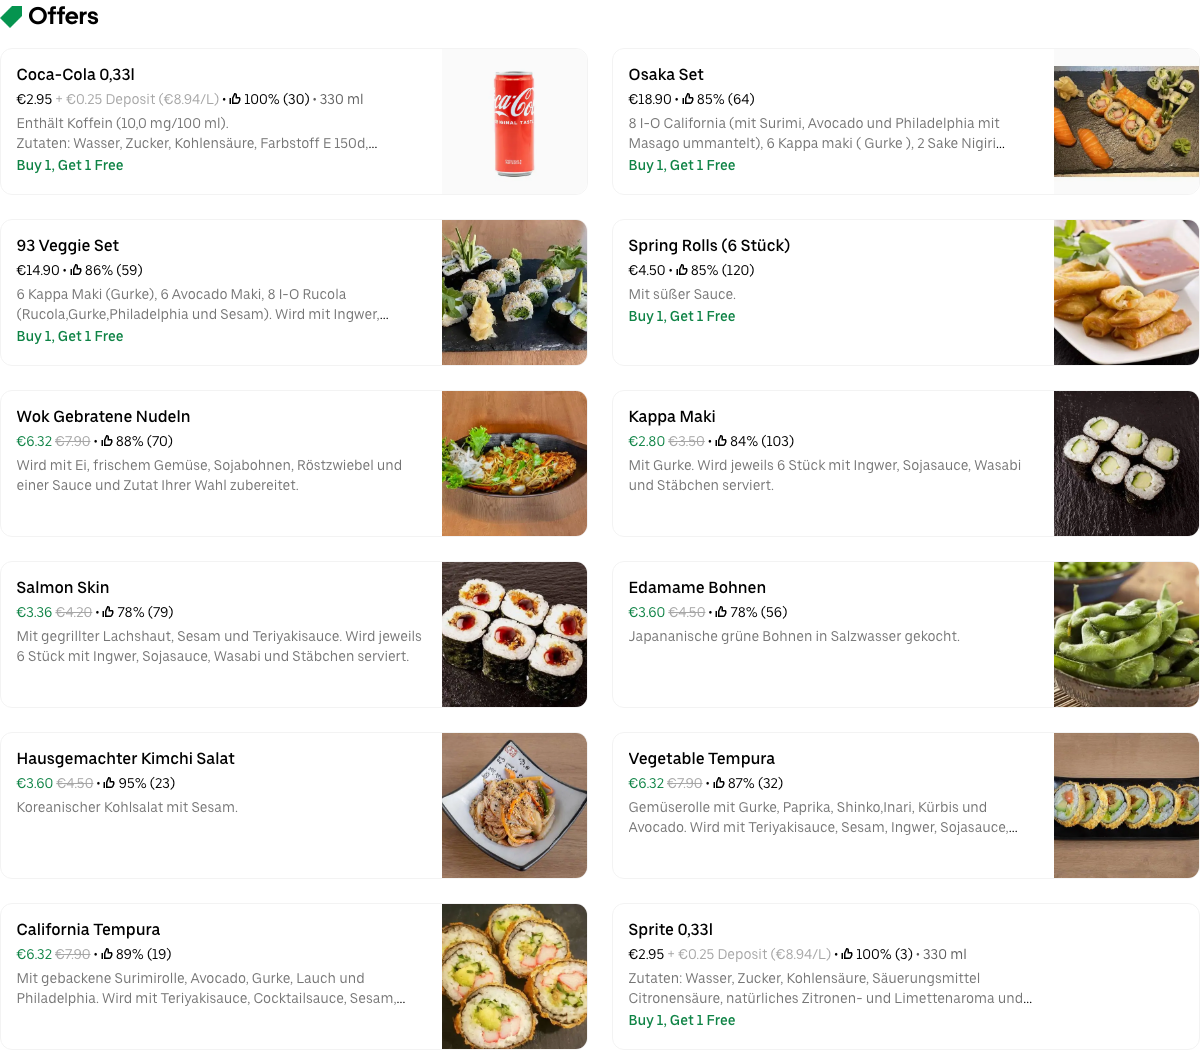 Offers
Coca-Cola 0,33l
€2.95 + €0.25 Deposit (€8.94/L) • 100% (30) • 330 ml
Enthält Koffein (10,0 mg/100 ml).
Zutaten: Wasser, Zucker, Kohlensäure, Farbstoff E 150d,...
Buy 1, Get 1 Free
Osaka Set
€18.90 • 85% (64)
8 I-O California (mit Surimi, Avocado und Philadelphia mit
Masago ummantelt), 6 Kappa maki ( Gurke ), 2 Sake Nigiri...
Buy 1, Get 1 Free
93 Veggie Set
€14.90 • 86% (59)
6 Kappa Maki (Gurke), 6 Avocado Maki, 8 I-O Rucola
(Rucola,Gurke,Philadelphia und Sesam). Wird mit Ingwer,...
Buy 1, Get 1 Free
Spring Rolls (6 Stück)
€4.50 • 85% (120)
Mit süßer Sauce.
Buy 1, Get 1 Free
Wok Gebratene Nudeln
€6.32 €7.90 • 88% (70)
Wird mit Ei, frischem Gemüse, Sojabohnen, Röstzwiebel und
einer Sauce und Zutat Ihrer Wahl zubereitet.
Kappa Maki
€2.80 €3.50 • 84% (103)
Mit Gurke. Wird jeweils 6 Stück mit Ingwer, Sojasauce, Wasabi
und Stäbchen serviert.
Salmon Skin
€3.36 €4.20 • 78% (79)
Mit gegrillter Lachshaut, Sesam und Teriyakisauce. Wird jeweils
6 Stück mit Ingwer, Sojasauce, Wasabi und Stäbchen serviert.
Edamame Bohnen
€3.60 €4.50 • 78% (56)
Japananische grüne Bohnen in Salzwasser gekocht.
Hausgemachter Kimchi Salat
€3.60 €4.50 • 95% (23)
Koreanischer Kohlsalat mit Sesam.
Vegetable Tempura
€6.32 €7.90 • 87% (32)
Gemüserolle mit Gurke, Paprika, Shinko,Inari, Kürbis und
Avocado. Wird mit Teriyakisauce, Sesam, Ingwer, Sojasauce,...
California Tempura
€6.32 €7.90 • 89% (19)
Mit gebackene Surimirolle, Avocado, Gurke, Lauch und
Philadelphia. Wird mit Teriyakisauce, Cocktailsauce, Sesam,...
Sprite 0,33l
€2.95 + €0.25 Deposit (€8.94/L) • 100% (3) • 330 ml
Zutaten: Wasser, Zucker, Kohlensäure, Säuerungsmittel
Citronensäure, natürliches Zitronen- und Limettenaroma und...
Buy 1, Get 1 Free